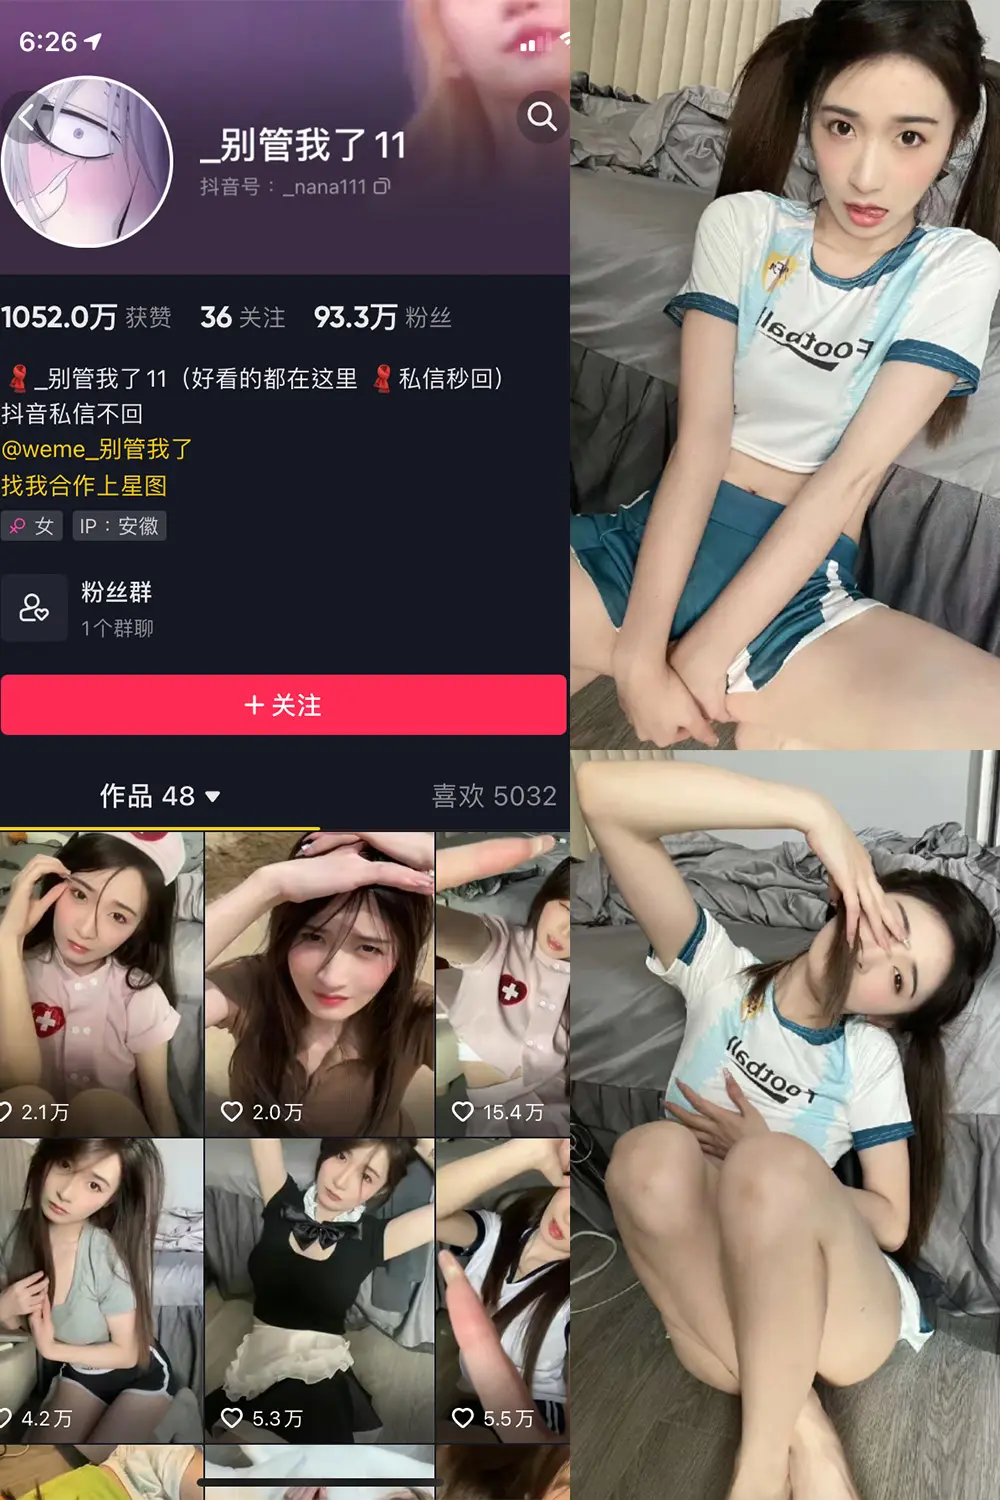 6:26
_别管我了11
抖音号：_nana111
1052.0万 获赞 36 关注 93.3万 粉丝
_别管我了11（好看的都在这里 私信秒回）
抖音私信不回
@weme_别管我了
找我合作上星图
女 IP：安徽
粉丝群
1个群聊
+ 关注
作品 48 喜欢 5032
2.1万 2.0万 15.4万
4.2万 5.3万 5.5万
Football
Football